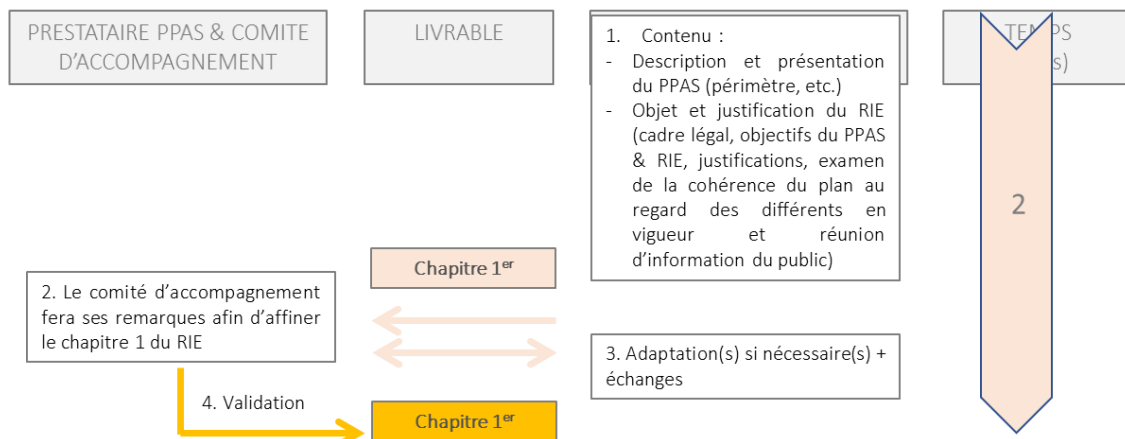 PRESTATAIRE PPAS & COMITE
D’ACCOMPAGNEMENT
LIVRABLE
1. Contenu :
- Description et présentation
du PPAS (périmètre, etc.)
- Objet et justification du RIE
(cadre légal, objectifs du PPAS
& RIE, justifications, examen
de la cohérence du plan au
regard des différents en
vigueur et réunion
d’information du public)
2
Chapitre 1er
2. Le comité d’accompagnement
fera ses remarques afin d’affiner
le chapitre 1 du RIE
3. Adaptation(s) si nécessaire(s) +
échanges
4. Validation
Chapitre 1er